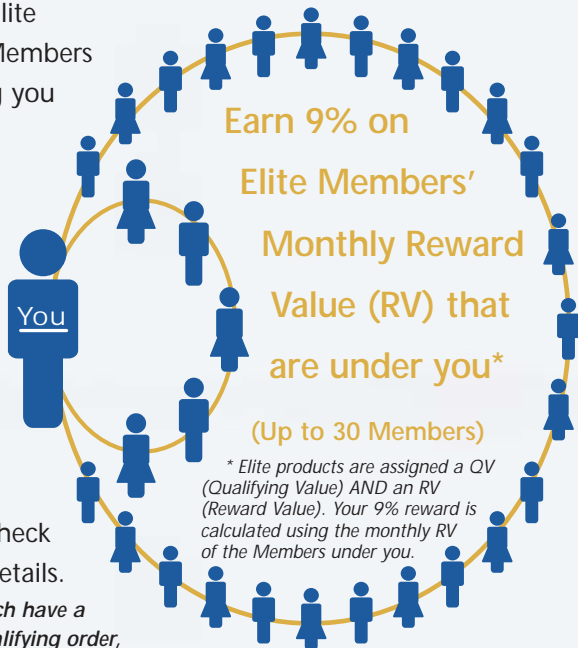 lite
Members
g you
Earn 9% on
Elite Members’
Monthly Reward
Value (RV) that
are under you*
(Up to 30 Members)
You
* Elite products are assigned a QV
(Qualifying Value) AND an RV
(Reward Value). Your 9% reward is
calculated using the monthly RV
of the Members under you.
heck
etails.
ch have a
alifying order,